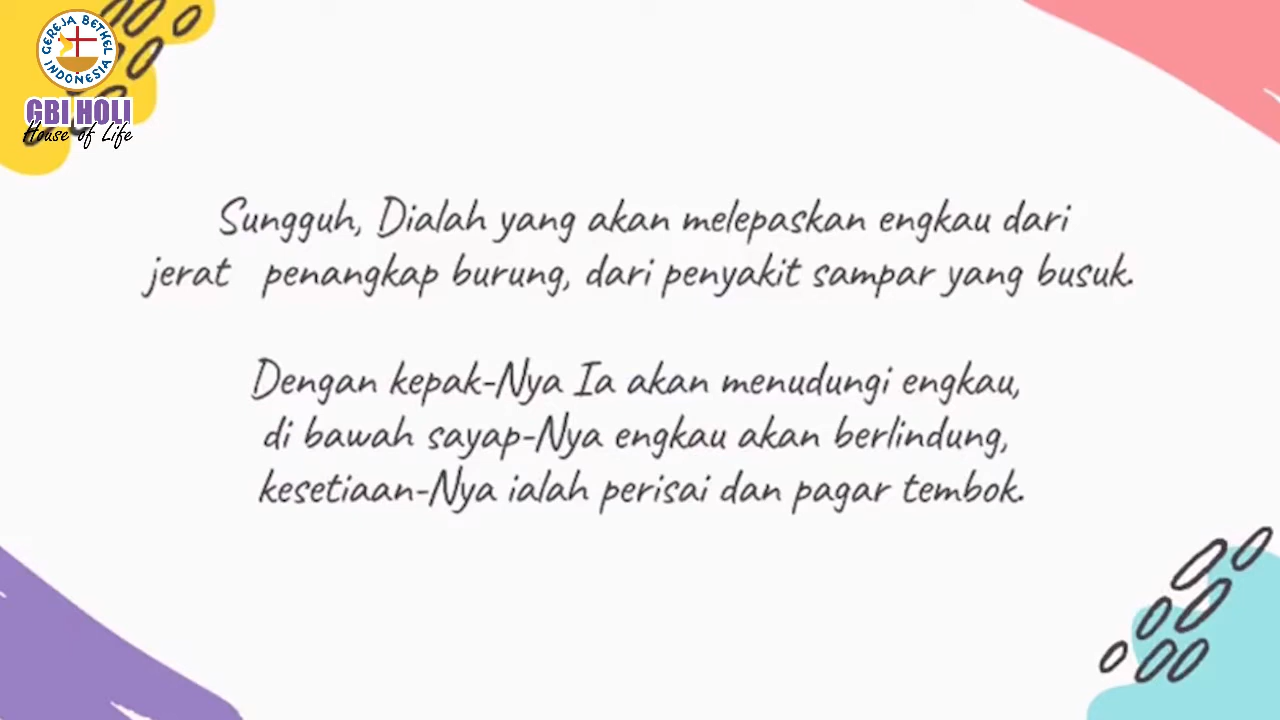 GEREJA BETHEL
INDONESIA
GBI HOLI
House of Life
Sungguh, Dialah yang akan melepaskan engkau dari
jerat penangkap burung, dari penyakit sampar yang busuk.
Dengan kepak-Nya Ia akan menudungi engkau,
di bawah sayap-Nya engkau akan berlindung,
kesetiaan-Nya ialah perisai dan pagar tembok.